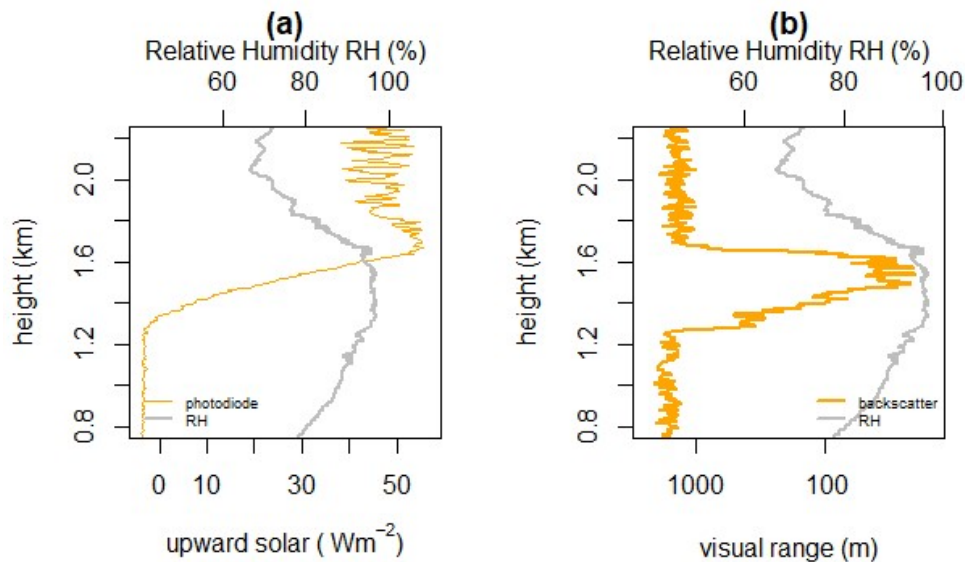 (a)
Relative Humidity RH (%)
60 80 100
height (km)
2.0
1.6
1.2
0.8
photodiode
RH
0 10 30 50
upward solar ( Wm⁻²)
(b)
Relative Humidity RH (%)
60 80 100
height (km)
2.0
1.6
1.2
0.8
backscatter
RH
1000 100
visual range (m)